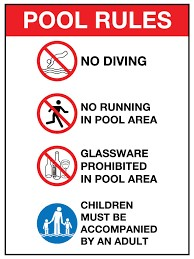 POOL RULES
NO DIVING
NO RUNNING
IN POOL AREA
GLASSWARE
PROHIBITED
IN POOL AREA
CHILDREN
MUST BE
ACCOMPANIED
BY AN ADULT